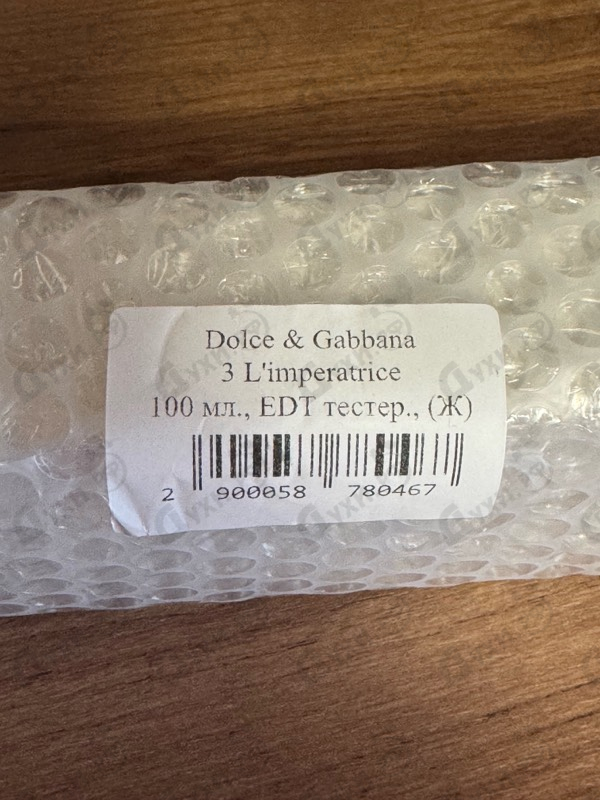 Dolce & Gabbana
3 L'imperatrice
100 мл., EDT тестер., (Ж)
2 900058 780467